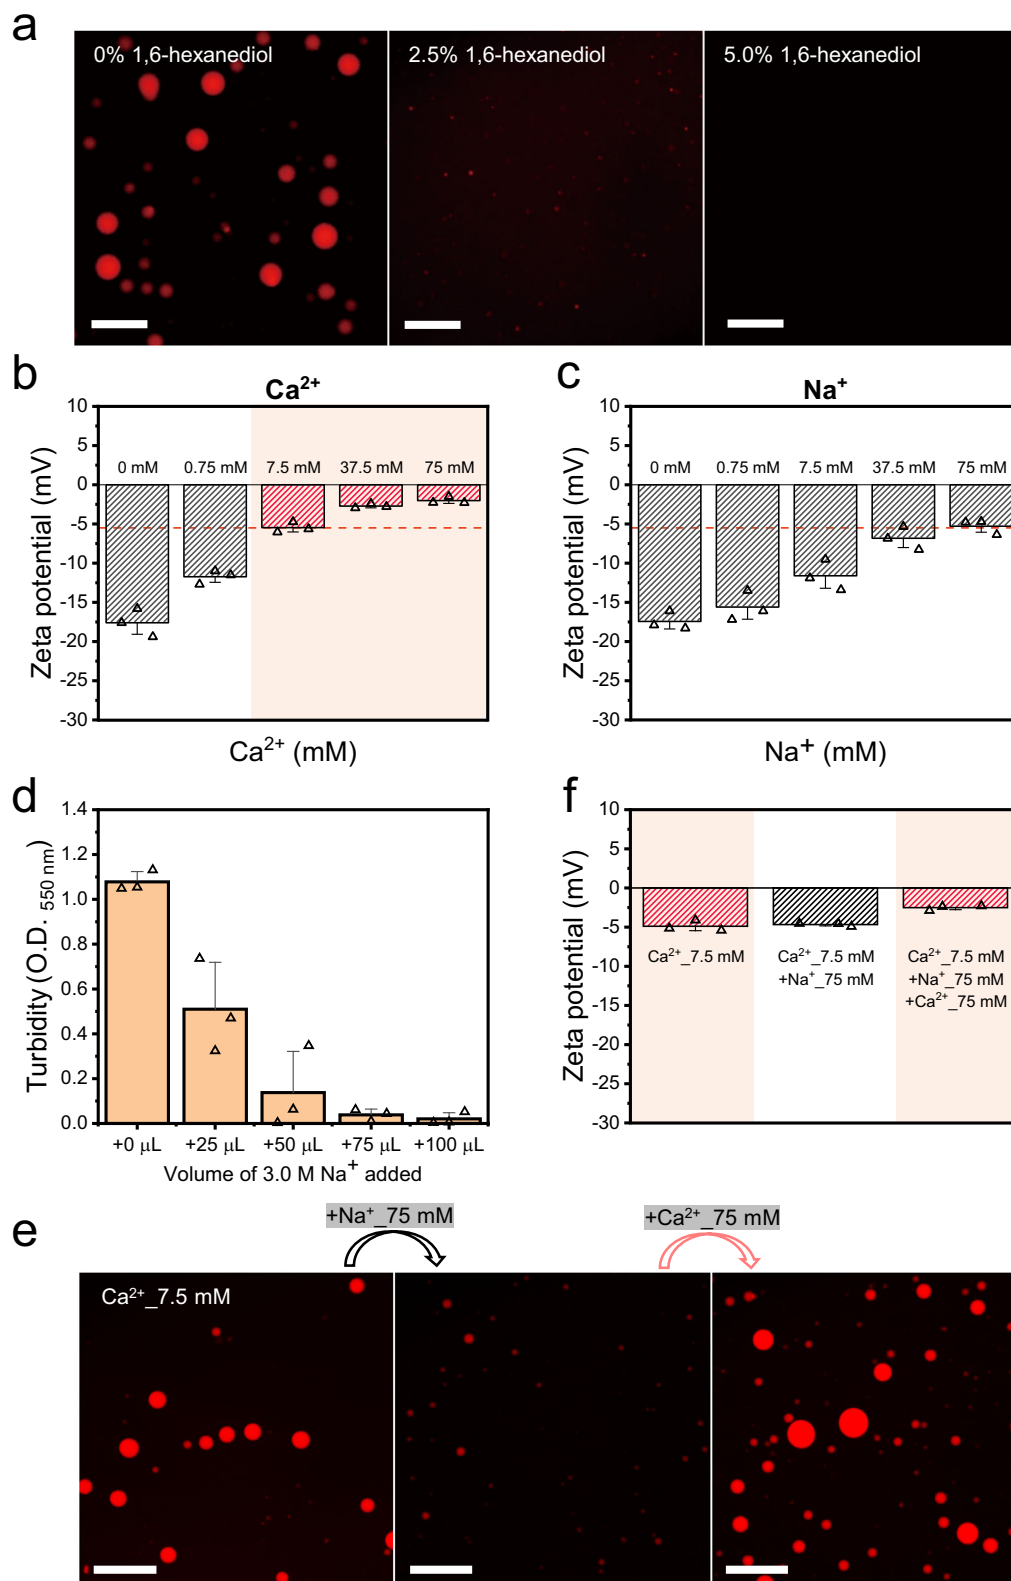 a
0% 1,6-hexanediol
2.5% 1,6-hexanediol
5.0% 1,6-hexanediol
b
Ca²⁺
10
5
0
-5
-10
-15
-20
-25
-30
Zeta potential (mV)
0 mM
0.75 mM
7.5 mM
37.5 mM
75 mM
Ca²⁺ (mM)
c
Na⁺
10
5
0
-5
-10
-15
-20
-25
-30
Zeta potential (mV)
0 mM
0.75 mM
7.5 mM
37.5 mM
75 mM
Na⁺ (mM)
d
1.4
1.2
1.0
0.8
0.6
0.4
0.2
0.0
Turbidity (O.D. 550 nm)
+0 μL
+25 μL
+50 μL
+75 μL
+100 μL
Volume of 3.0 M Na⁺ added
f
10
5
0
-5
-10
-15
-20
-25
-30
Zeta potential (mV)
Ca²⁺_7.5 mM
Ca²⁺_7.5 mM
+Na⁺_75 mM
Ca²⁺_7.5 mM
+Na⁺_75 mM
+Ca²⁺_75 mM
e
+Na⁺_75 mM
+Ca²⁺_75 mM
Ca²⁺_7.5 mM